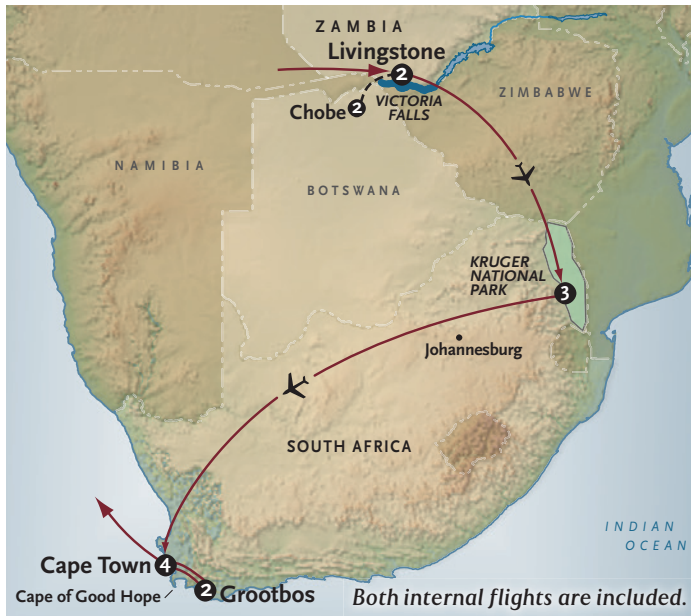 ZAMBIA
Livingstone
2
VICTORIA
FALLS
Chobe 2
ZIMBABWE
NAMIBIA
BOTSWANA
KRUGER
NATIONAL
PARK
3
Johannesburg
SOUTH AFRICA
INDIAN
OCEAN
Cape Town 4
Cape of Good Hope
2 Grootbos
Both internal flights are included.